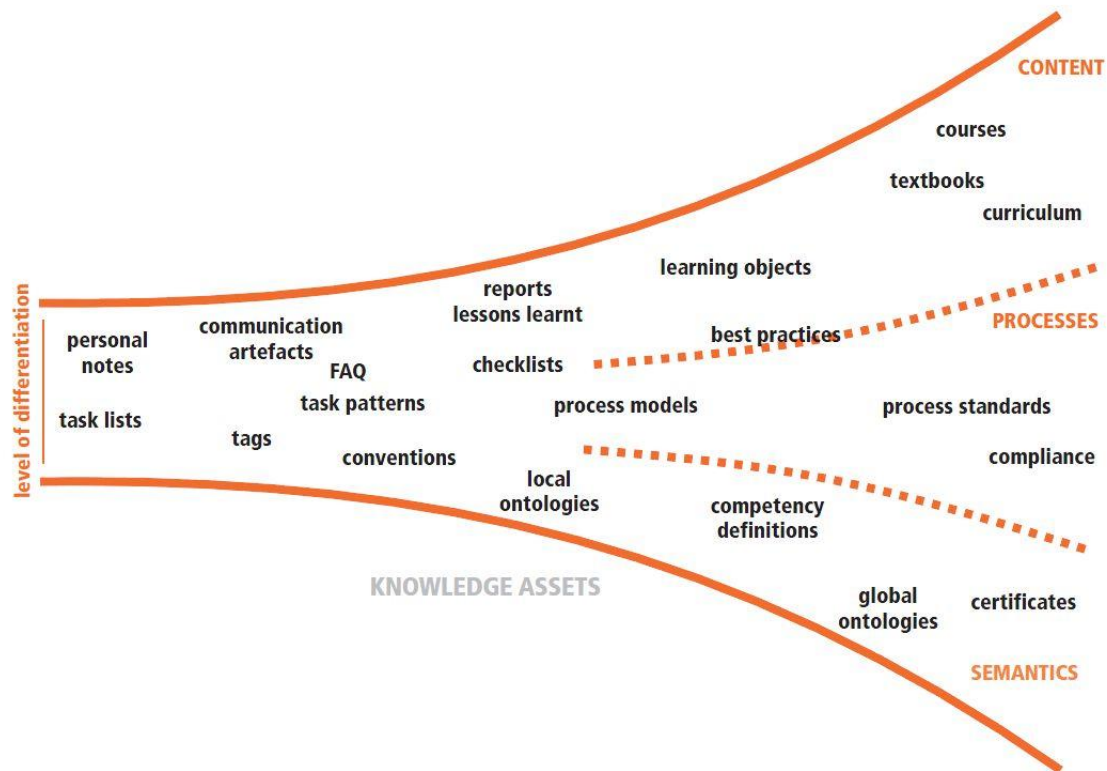 CONTENT
courses
textbooks
curriculum
learning objects
reports
lessons learnt
best practices
PROCESSES
level of differentiation
personal
notes
communication
artefacts
FAQ
checklists
task lists
task patterns
process models
process standards
tags
conventions
compliance
local
ontologies
competency
definitions
KNOWLEDGE ASSETS
global
ontologies
certificates
SEMANTICS